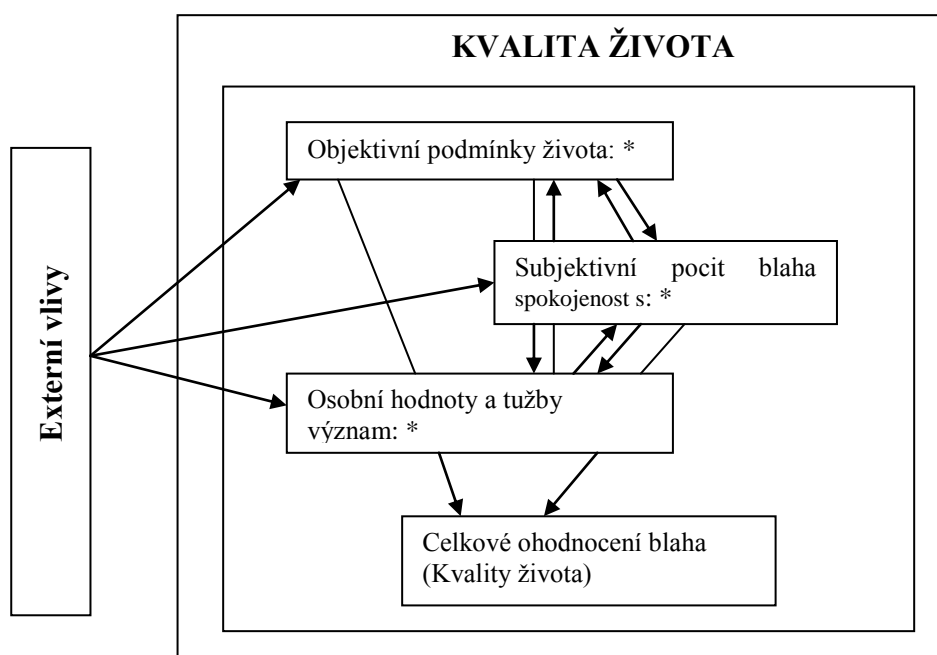 KVALITA ŽIVOTA
Objektivní podmínky života: *
Subjektivní pocit blaha
spokojenost s: *
Externí vlivy
Osobní hodnoty a tužby
význam: *
Celkové ohodnocení blaha
(Kvality života)